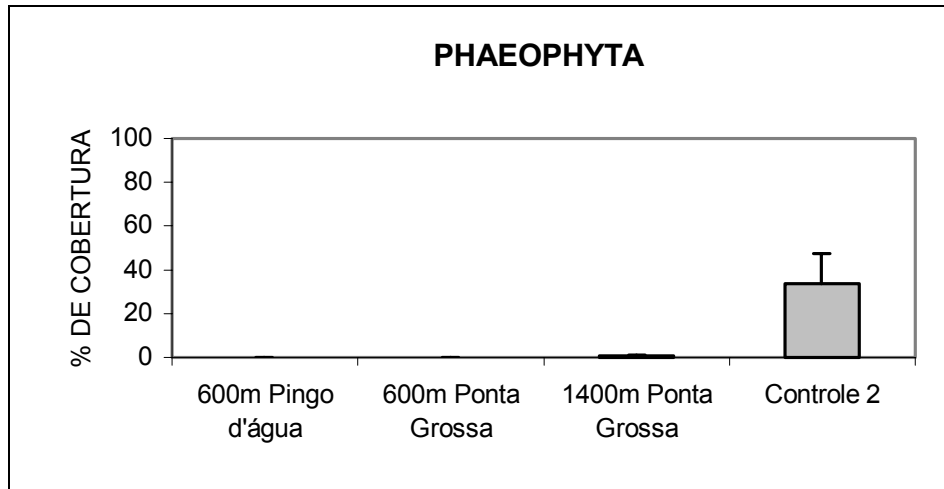 PHAEOPHYTA
% DE COBERTURA
100
80
60
40
20
0
600m Pingo
d'água
600m Ponta
Grossa
1400m Ponta
Grossa
Controle 2